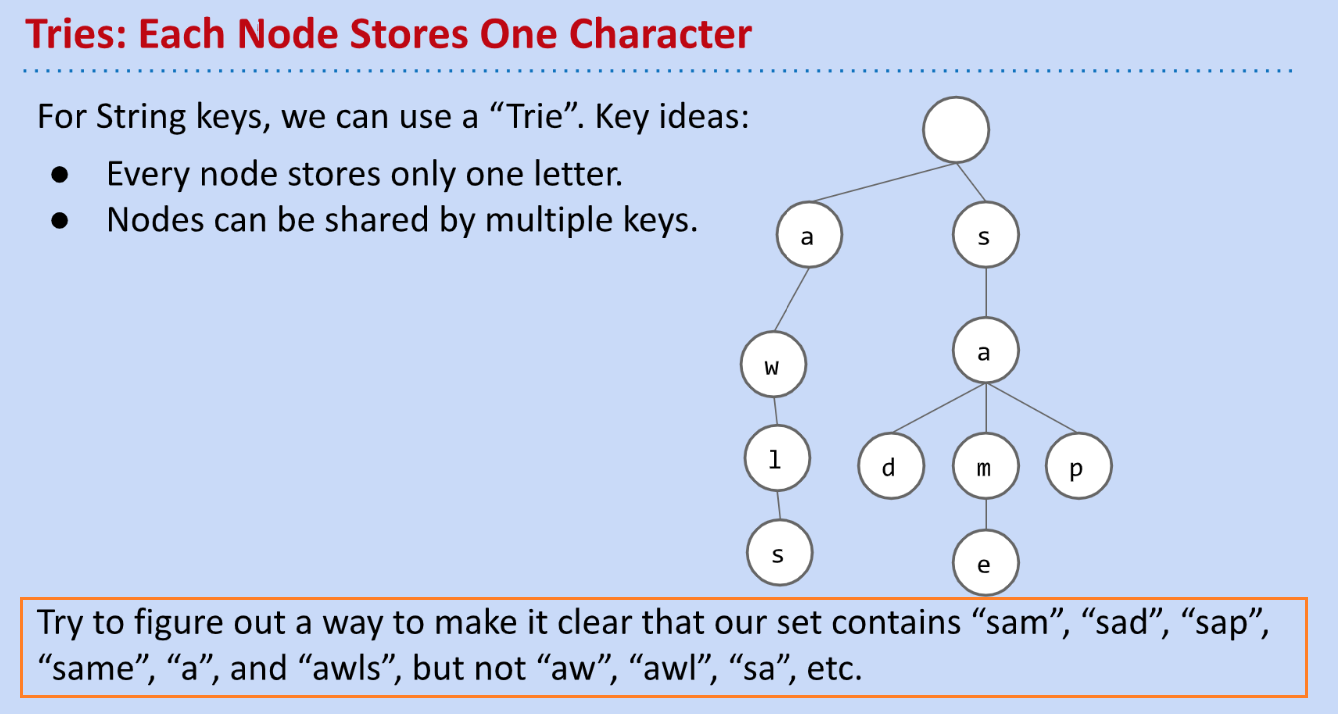 Tries: Each Node Stores One Character
For String keys, we can use a “Trie”. Key ideas:
● Every node stores only one letter.
● Nodes can be shared by multiple keys.
a
s
w
a
l
d
m
p
s
e
Try to figure out a way to make it clear that our set contains “sam”, “sad”, “sap”,
“same”, “a”, and “awls”, but not “aw”, “awl”, “sa”, etc.